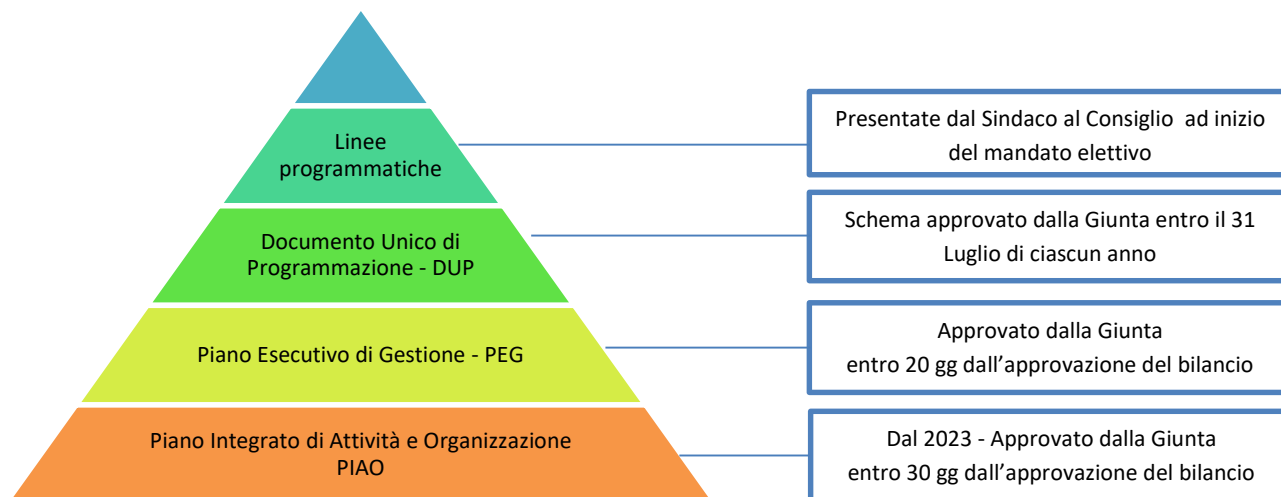 Linee
programmatiche
Presentate dal Sindaco al Consiglio ad inizio
del mandato elettivo
Documento Unico di
Programmazione - DUP
Schema approvato dalla Giunta entro il 31
Luglio di ciascun anno
Piano Esecutivo di Gestione - PEG
Approvato dalla Giunta
entro 20 gg dall’approvazione del bilancio
Piano Integrato di Attività e Organizzazione
PIAO
Dal 2023 - Approvato dalla Giunta
entro 30 gg dall’approvazione del bilancio